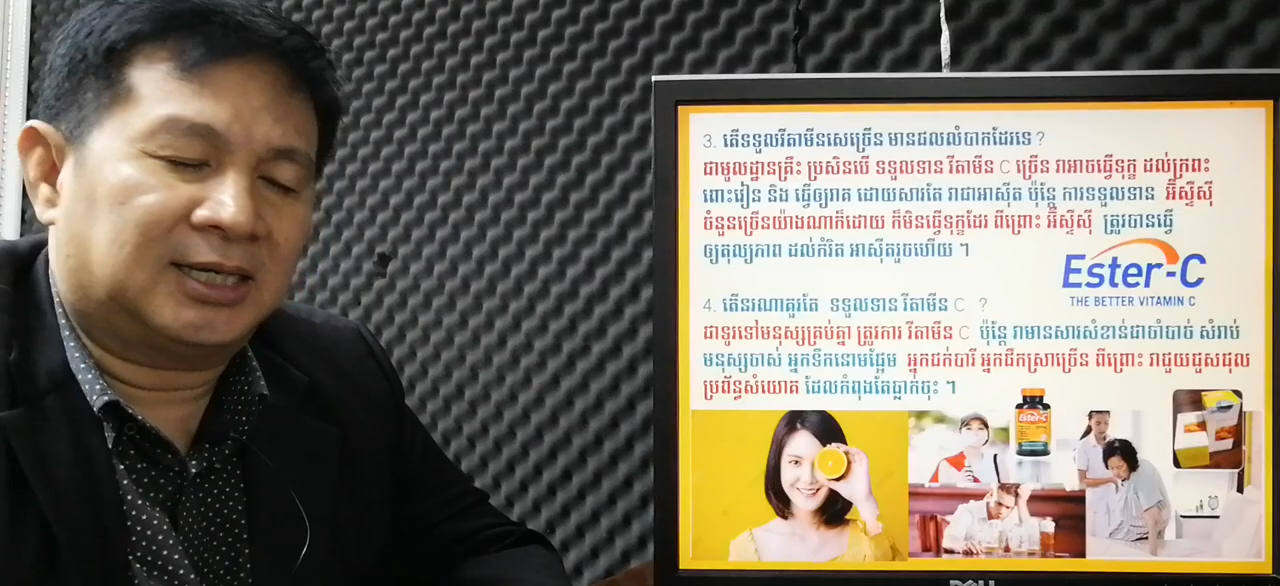 3. តើទទួលវីតាមីនសេច្រើន មានផលលំបាកដែរទេ ?
ជាមូលដ្ឋានគ្រឹះ ប្រសិនបើ ទទួលទាន វីតាមីន C ច្រើន វាអាចធ្វើទុក្ខ ដល់ក្រពះ
ពោះវៀន និង ធ្វើឲ្យរាគ ដោយសារតែ វាជាអាស៊ីត ប៉ុន្តែ ការទទួលទាន អ៊ីស្ទឺស៊ី
ចំនួនច្រើនយ៉ាងណាក៏ដោយ ក៏មិនធ្វើទុក្ខដែរ ពីព្រោះ អ៊ីស្ទឺស៊ី ត្រូវបានធ្វើ
ឲ្យតុល្យភាព ដល់កំរិត អាស៊ីតរួចហើយ ។
Ester-C
THE BETTER VITAMIN C
4. តើនរណាគួរតែ ទទួលទាន វីតាមីន C ?
ជាទូរទៅមនុស្សគ្រប់គ្នា ត្រូវការ វីតាមីន C ប៉ុន្តែ វាមានសារសំខាន់ជាចាំបាច់ សំរាប់
មនុស្សចាស់ អ្នកទឹកនោមផ្អែម អ្នកជក់បារី អ្នកផឹកស្រាច្រើន ពីព្រោះ វាជួយជួសជុល
ប្រព័ន្ធសំយោគ ដែលកំពុងតែធ្លាក់ចុះ ។
Ester-C